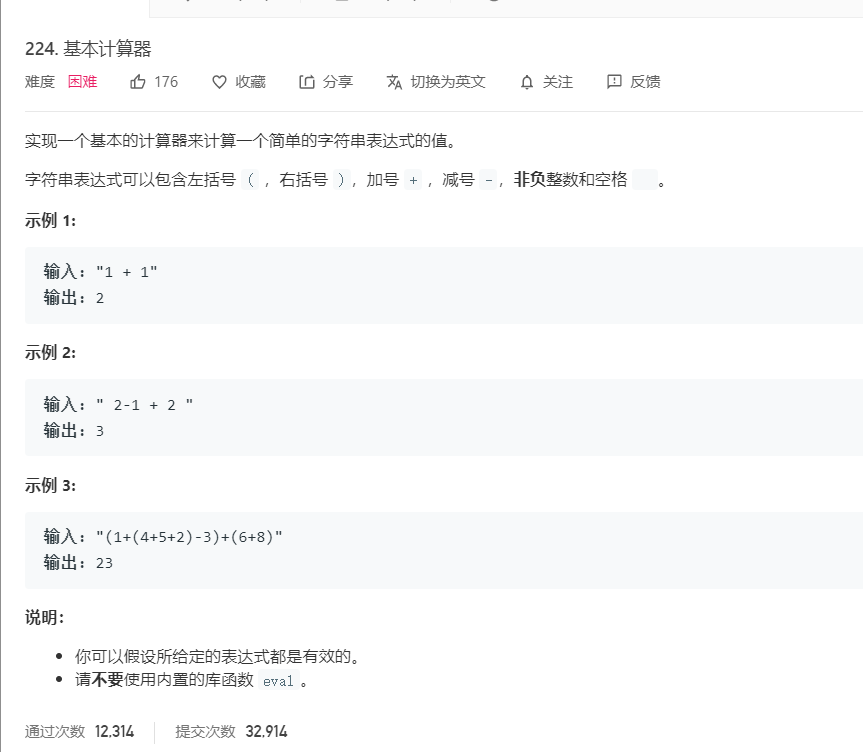 224. 基本计算器
难度 困难 176 收藏 分享 切换为英文 关注 反馈
实现一个基本的计算器来计算一个简单的字符串表达式的值。
字符串表达式可以包含左括号 ( ，右括号 )，加号 + ，减号 -，非负整数和空格 。
示例 1:
输入: "1 + 1"
输出: 2
示例 2:
输入: " 2-1 + 2 "
输出: 3
示例 3:
输入: "(1+(4+5+2)-3)+(6+8)"
输出: 23
说明:
• 你可以假设所给定的表达式都是有效的。
• 请不要使用内置的库函数 eval 。
通过次数 12,314 提交次数 32,914